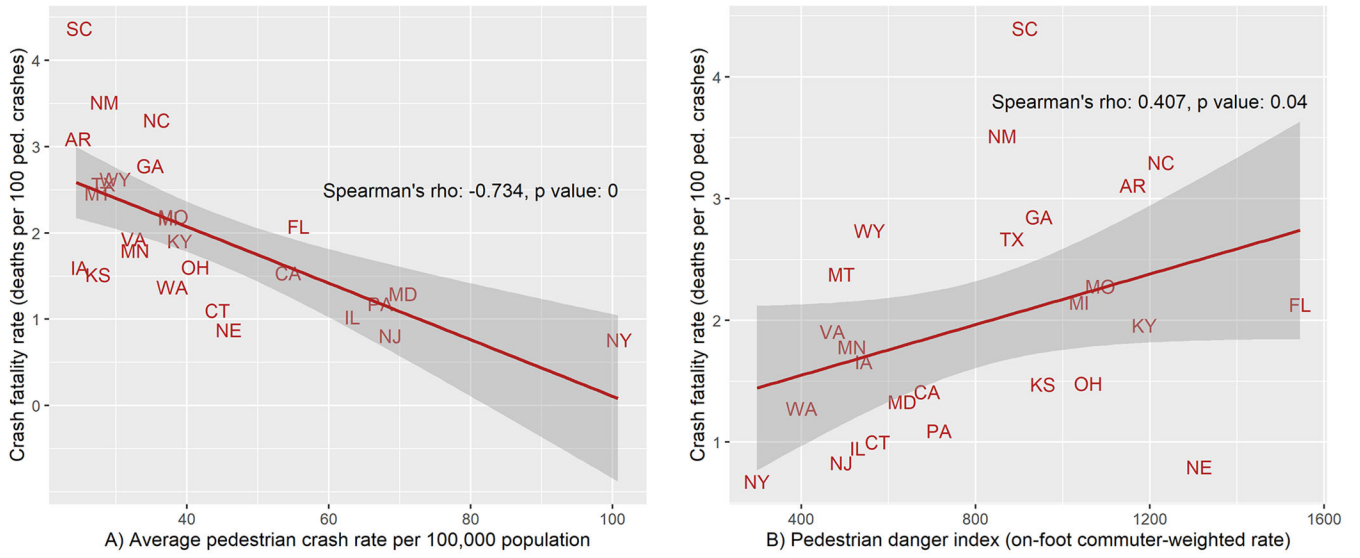 Crash fatality rate (deaths per 100 ped. crashes)
4
3
2
1
0
SC
NM
NC
AR
GA
WY
TX
MT
MO
MI
VA
KY
MN
FL
IA
KS
OH
WA
CA
CT
NE
MD
PA
IL
NJ
NY
Spearman's rho: -0.734, p value: 0
40 60 80 100
A) Average pedestrian crash rate per 100,000 population
Crash fatality rate (deaths per 100 ped. crashes)
4
3
2
1
SC
Spearman's rho: 0.407, p value: 0.04
NM
NC
AR
GA
WY
TX
MT
MO
MI
FL
VA
KY
MN
IA
KS
OH
CA
WA
MD
PA
CT
IL
NJ
NE
NY
400 800 1200 1600
B) Pedestrian danger index (on-foot commuter-weighted rate)